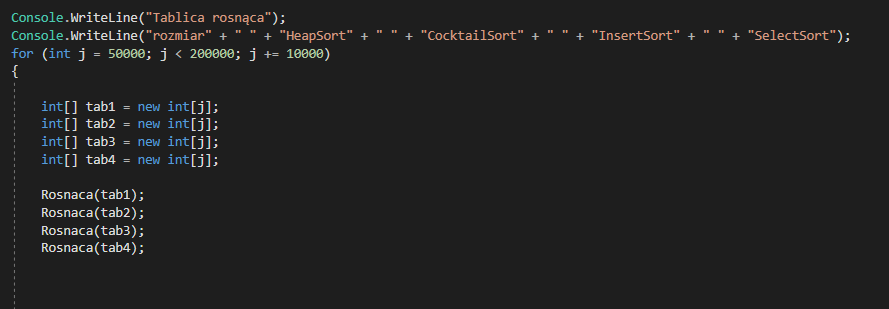 Console.WriteLine("Tablica rosnąca");
Console.WriteLine("rozmiar" + " " + "HeapSort" + " " + "CocktailSort" + " " + "InsertSort" + " " + "SelectSort");
for (int j = 50000; j < 200000; j += 10000)
{
int[] tab1 = new int[j];
int[] tab2 = new int[j];
int[] tab3 = new int[j];
int[] tab4 = new int[j];
Rosnaca(tab1);
Rosnaca(tab2);
Rosnaca(tab3);
Rosnaca(tab4);